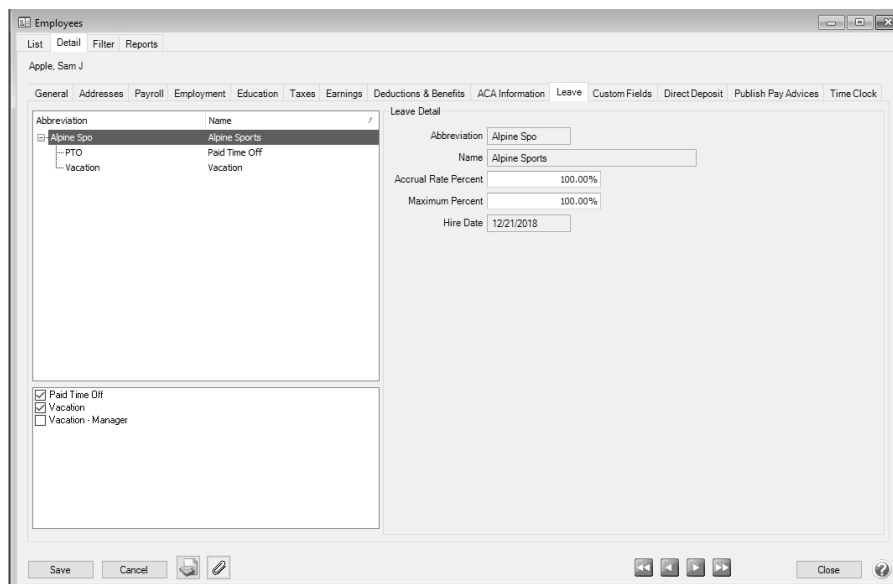 Employees
List Detail Filter Reports
Apple, Sam J
General Addresses Payroll Employment Education Taxes Earnings Deductions & Benefits ACA Information Leave Custom Fields Direct Deposit Publish Pay Advices Time Clock
Abbreviation Name /
Alpine Spo Alpine Sports
PTO Paid Time Off
Vacation Vacation
Paid Time Off
Vacation
Vacation - Manager
Leave Detail
Abbreviation Alpine Spo
Name Alpine Sports
Accrual Rate Percent 100.00%
Maximum Percent 100.00%
Hire Date 12/21/2018
Save Cancel Close ?